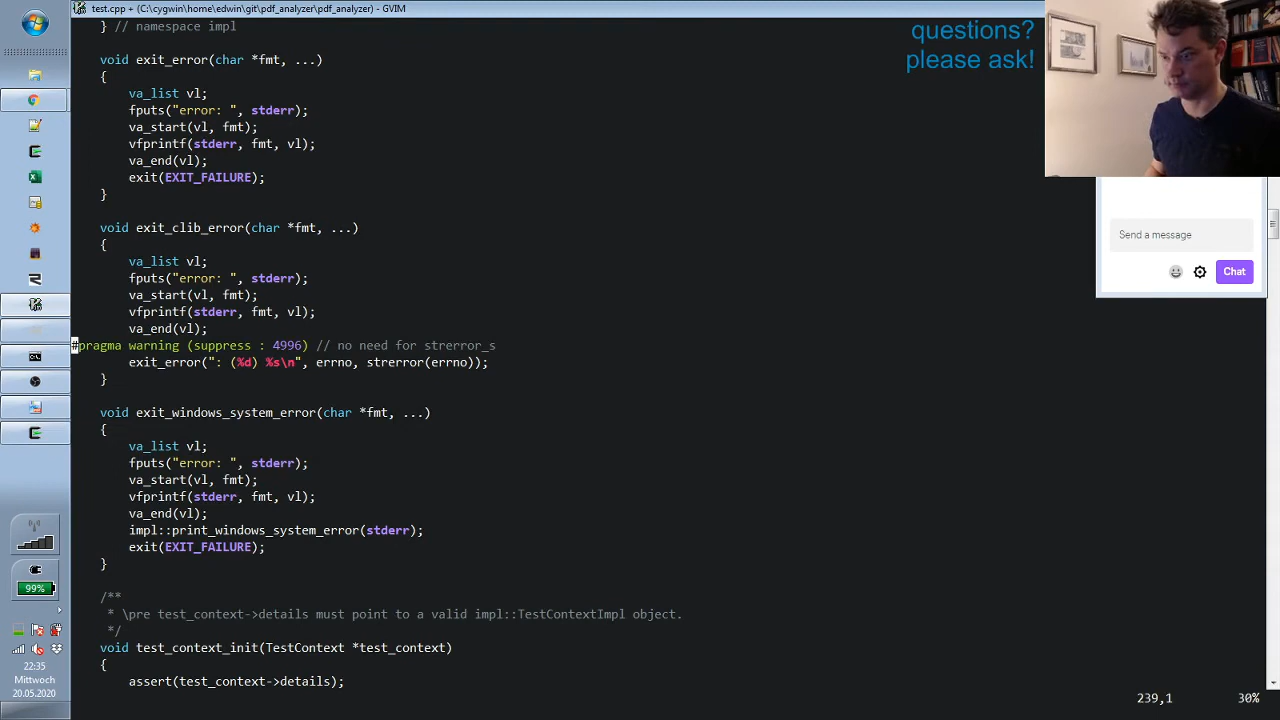 test.cpp + (C:\cygwin\home\edwin\git\pdf_analyzer\pdf_analyzer) - GVIM
} // namespace impl
void exit_error(char *fmt, ...)
{
va_list vl;
fputs("error: ", stderr);
va_start(vl, fmt);
vfprintf(stderr, fmt, vl);
va_end(vl);
exit(EXIT_FAILURE);
}
void exit_clib_error(char *fmt, ...)
{
va_list vl;
fputs("error: ", stderr);
va_start(vl, fmt);
vfprintf(stderr, fmt, vl);
va_end(vl);
#pragma warning (suppress : 4996) // no need for strerror_s
exit_error(": (%d) %s\n", errno, strerror(errno));
}
void exit_windows_system_error(char *fmt, ...)
{
va_list vl;
fputs("error: ", stderr);
va_start(vl, fmt);
vfprintf(stderr, fmt, vl);
va_end(vl);
impl::print_windows_system_error(stderr);
exit(EXIT_FAILURE);
}
/**
* \pre test_context->details must point to a valid impl::TestContextImpl object.
*/
void test_context_init(TestContext *test_context)
{
assert(test_context->details);
239,1 30%
questions?
please ask!
Send a message
Chat
99%
22:35
Mittwoch
20.05.2020